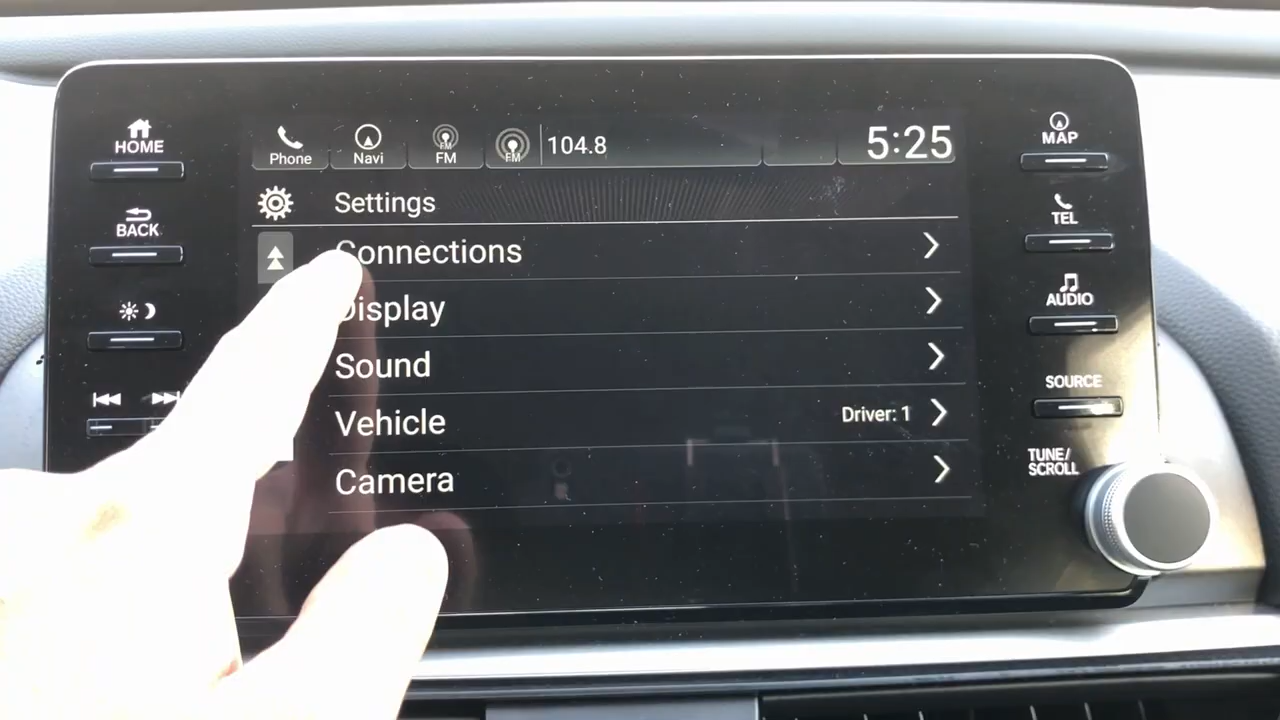 HOME
BACK
Phone
Navi
FM
FM
FM
104.8
5:25
Settings
Connections
Display
Sound
Vehicle
Driver: 1
Camera
MAP
TEL
AUDIO
SOURCE
TUNE/
SCROLL